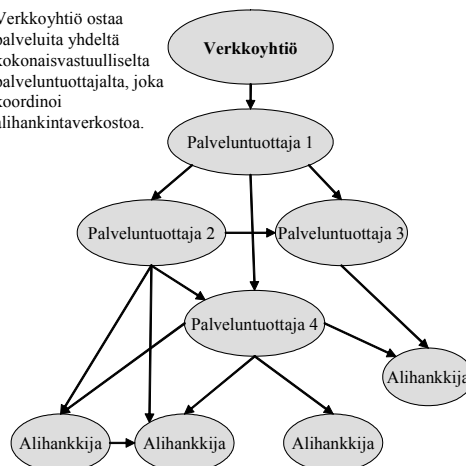 Verkkoyhtiö ostaa
palveluita yhdeltä
kokonaisvastuulliselta
palveluntuottajalta, joka
koordinoi
alihankintaverkostoa.
Verkkoyhtiö
Palveluntuottaja 1
Palveluntuottaja 2
Palveluntuottaja 3
Palveluntuottaja 4
Alihankkija
Alihankkija
Alihankkija
Alihankkija